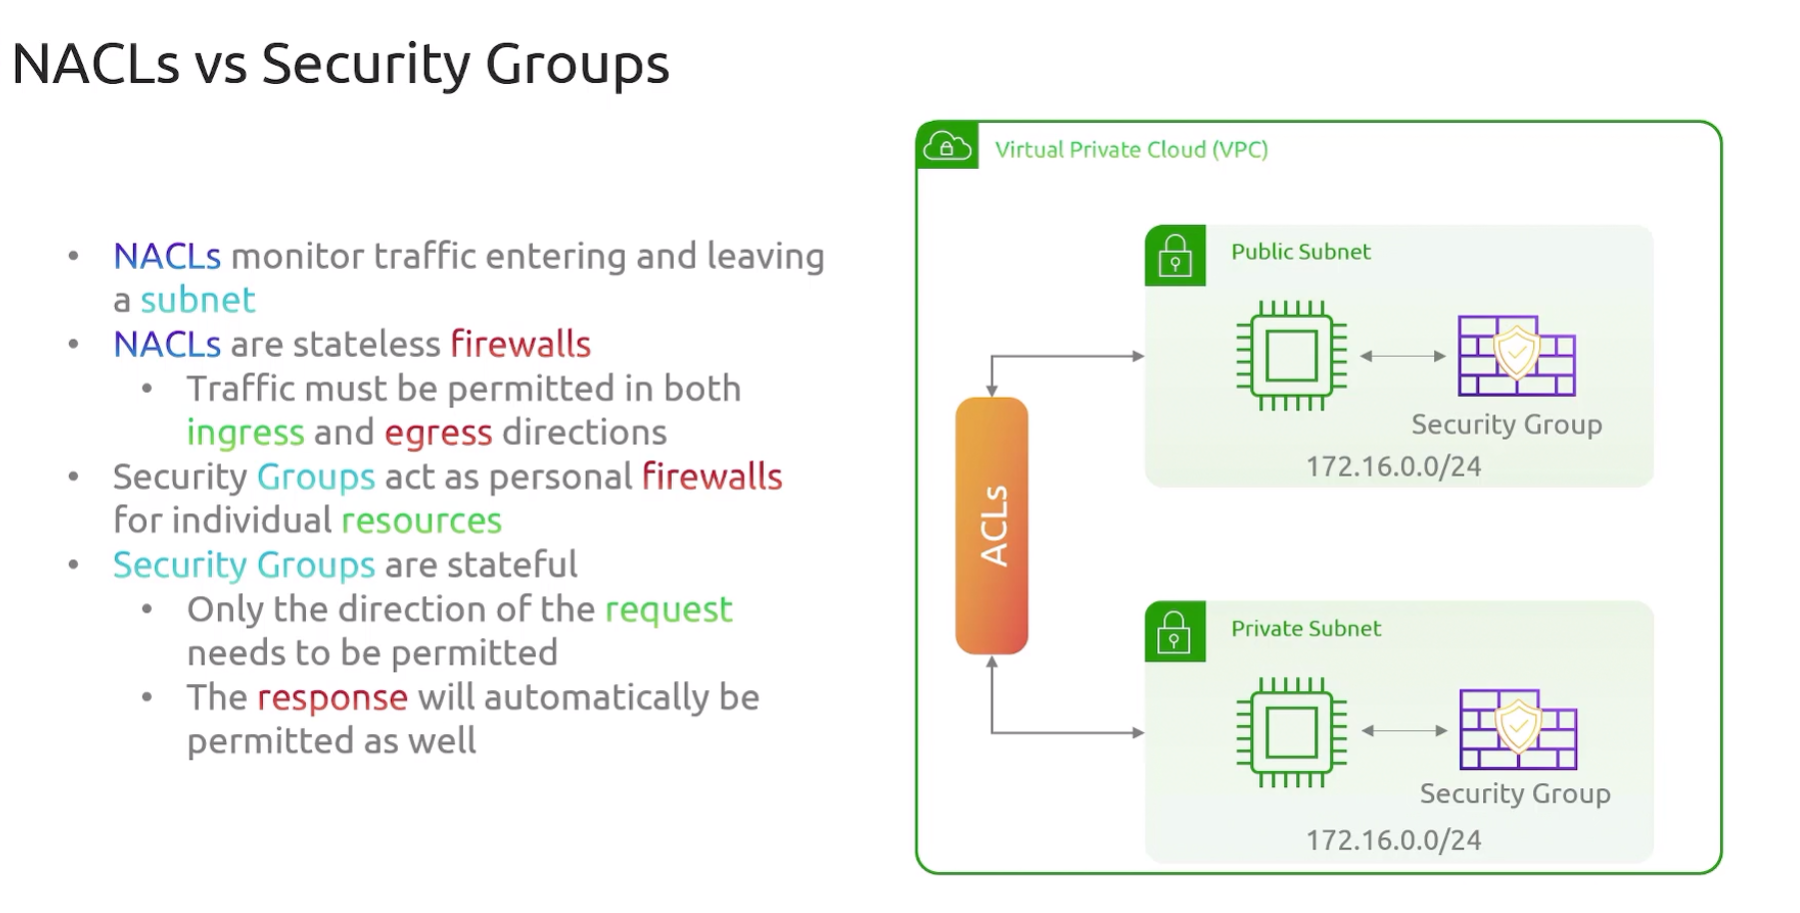 NACLs vs Security Groups
• NACLs monitor traffic entering and leaving
a subnet
• NACLs are stateless firewalls
• Traffic must be permitted in both
ingress and egress directions
• Security Groups act as personal firewalls
for individual resources
• Security Groups are stateful
• Only the direction of the request
needs to be permitted
• The response will automatically be
permitted as well
Virtual Private Cloud (VPC)
Public Subnet
Security Group
172.16.0.0/24
ACLs
Private Subnet
Security Group
172.16.0.0/24